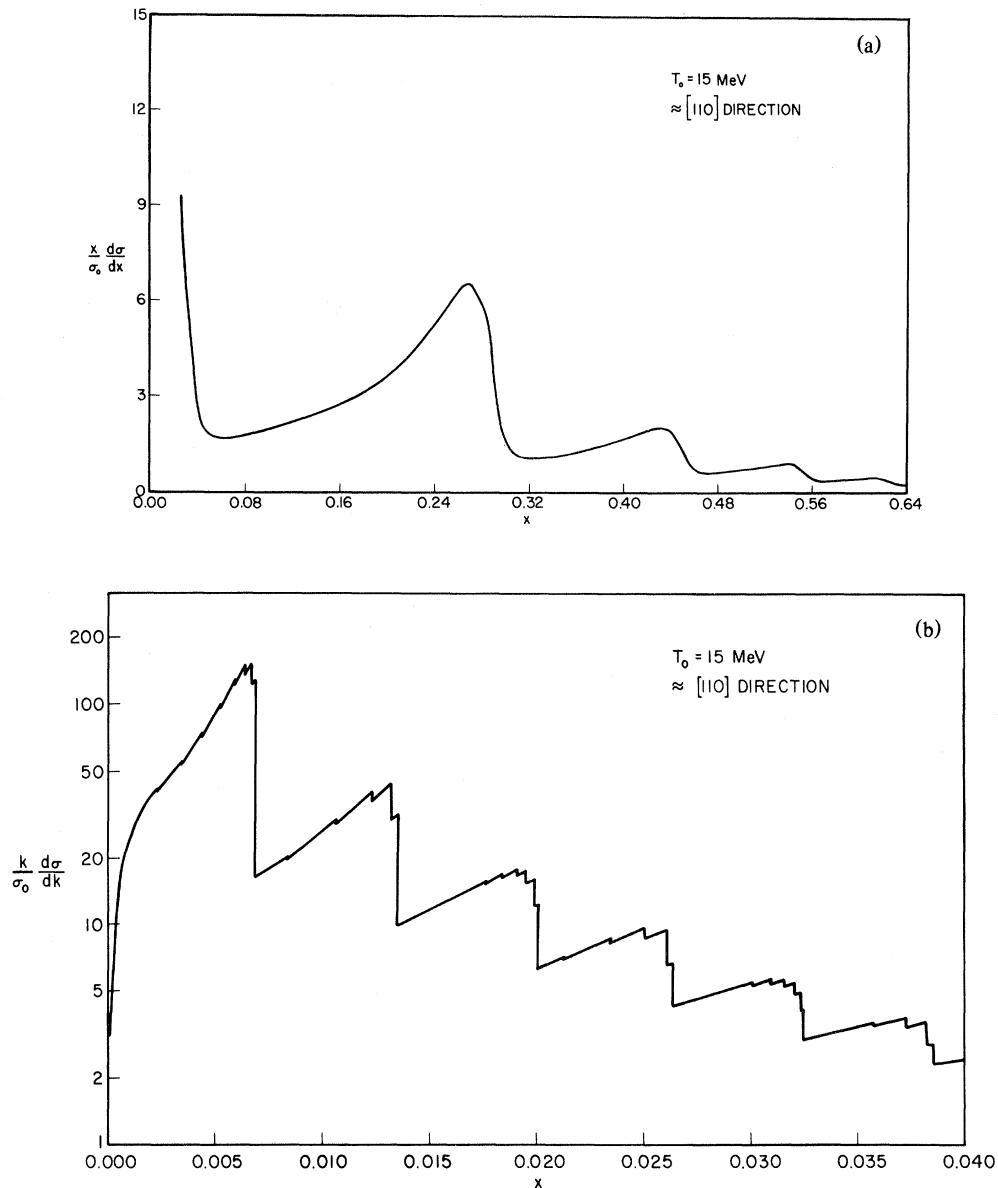 15
(a)
T₀ = 15 MeV
≈ [110] DIRECTION
12
9
x/σ₀ dσ/dx
6
3
0
0.00 0.08 0.16 0.24 0.32 0.40 0.48 0.56 0.64
x
(b)
200
T₀ = 15 MeV
≈ [110] DIRECTION
100
50
k/σ₀ dσ/dk
20
10
5
2
1
0.000 0.005 0.010 0.015 0.020 0.025 0.030 0.035 0.040
x